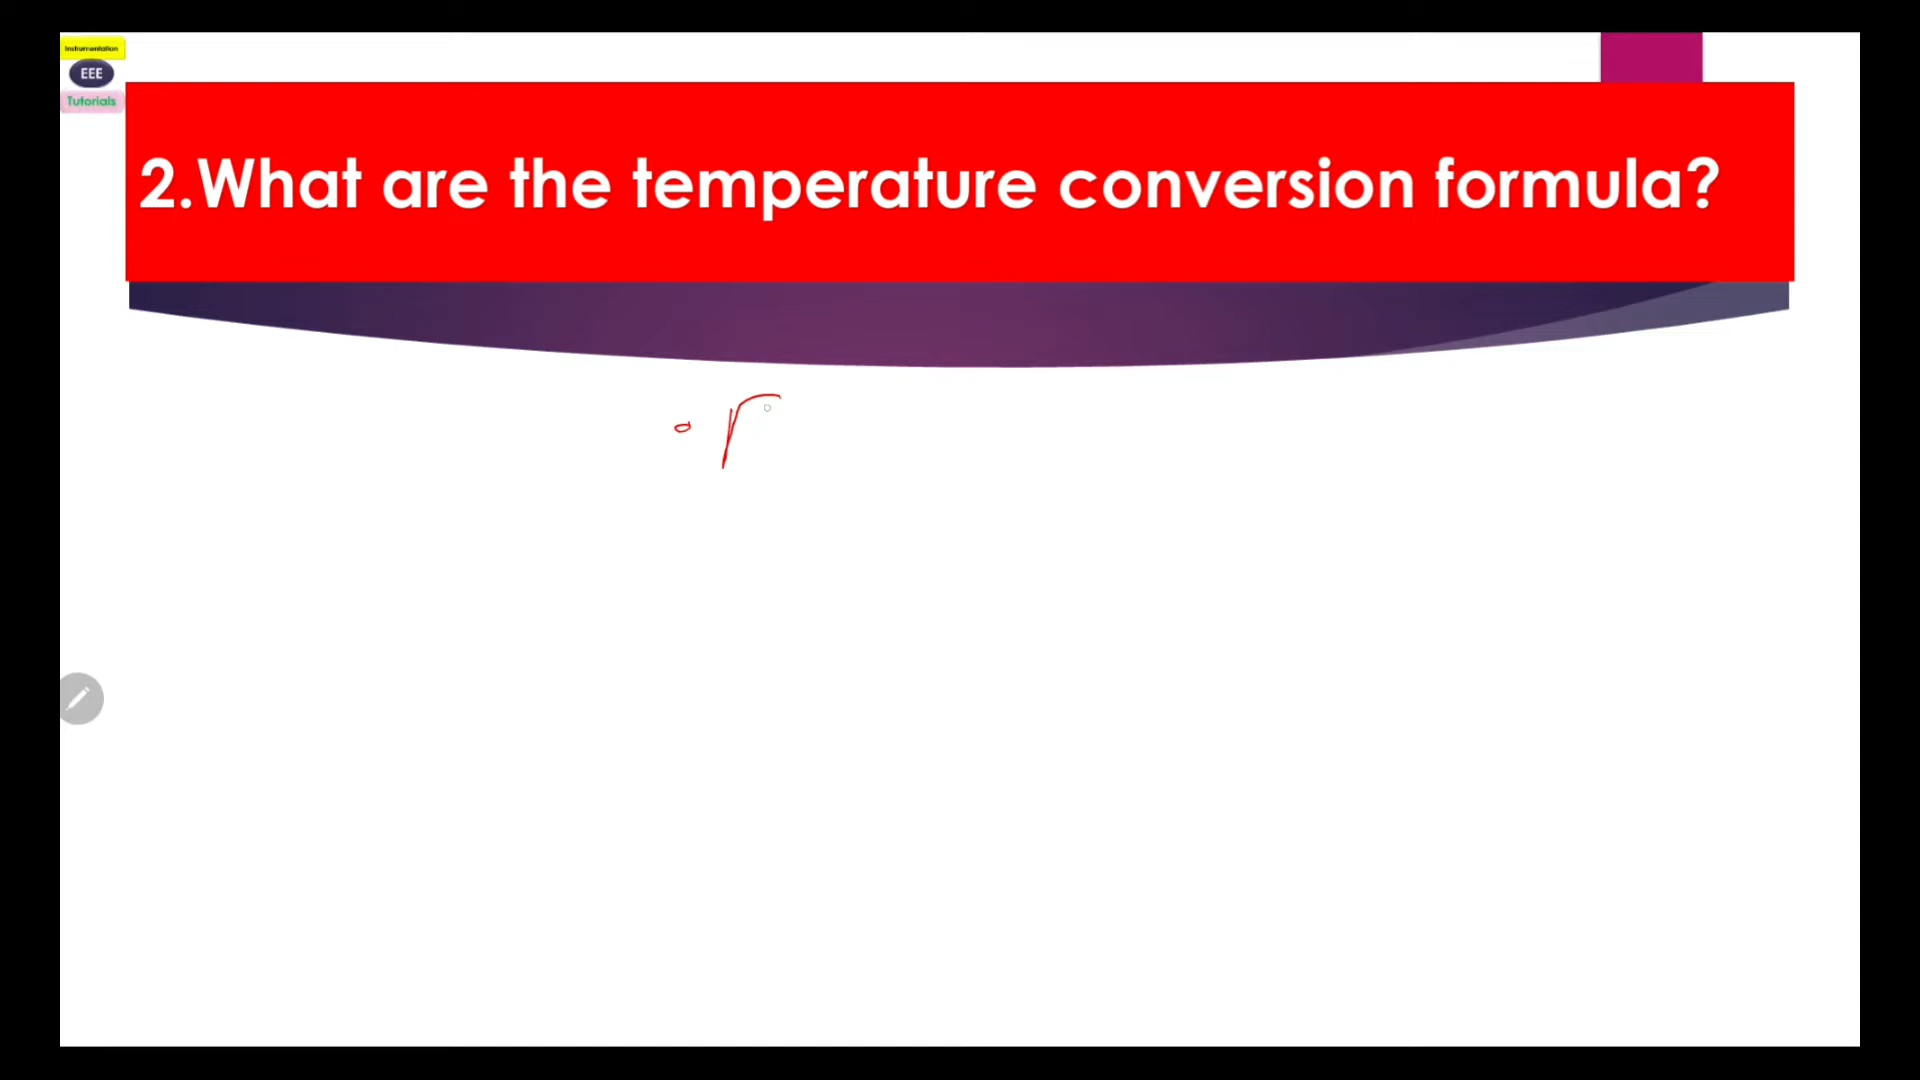 Instrumentation
EEE
Tutorials
2.What are the temperature conversion formula?